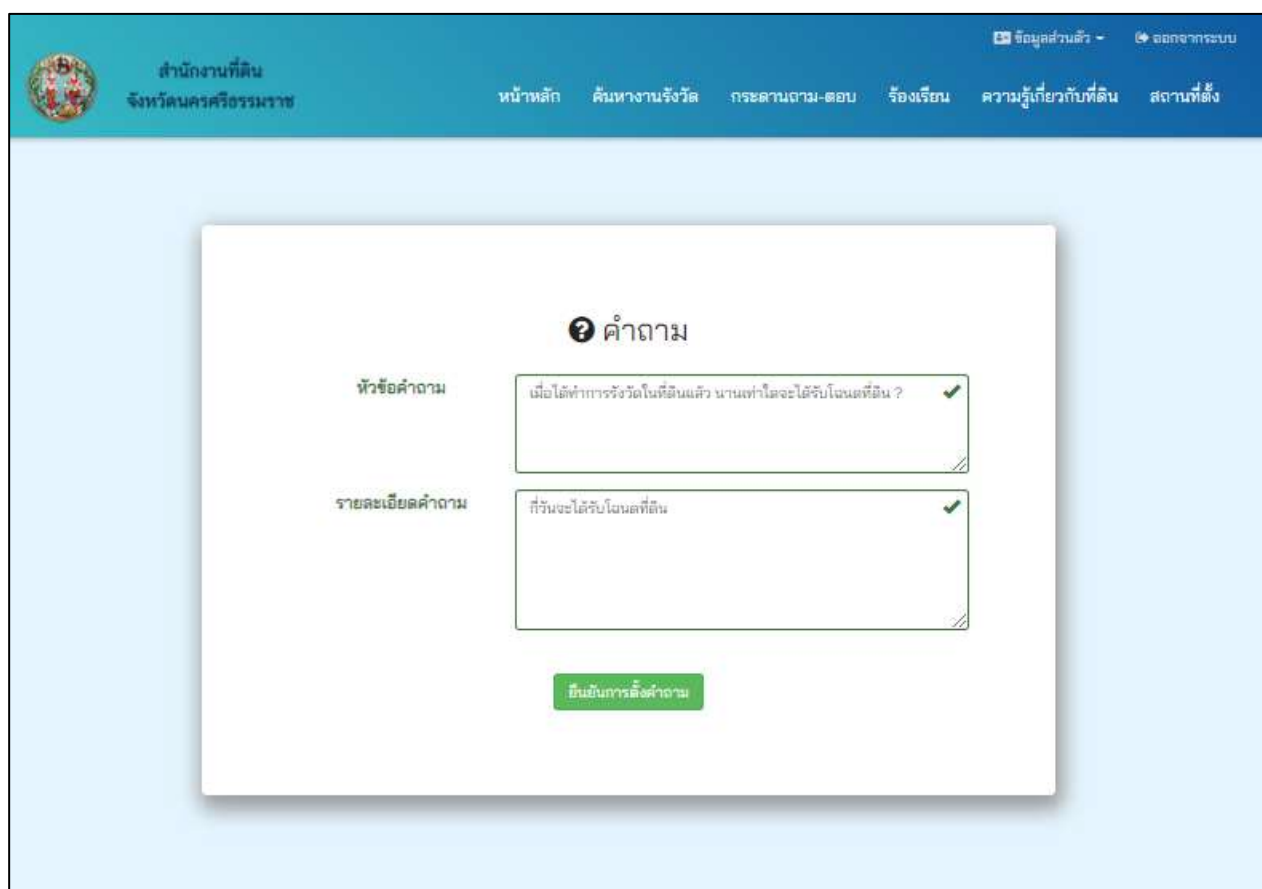 ข้อมูลส่วนตัว
ออกจากระบบ
สำนักงานที่ดิน
จังหวัดนครศรีธรรมราช
หน้าหลัก ค้นหางานรังวัด กระดานถาม-ตอบ ร้องเรียน ความรู้เกี่ยวกับที่ดิน สถานที่ตั้ง
คำถาม
หัวข้อคำถาม
เมื่อได้ทำการรังวัดในที่ดินแล้ว นานเท่าใดจะได้รับโฉนดที่ดิน ?
รายละเอียดคำถาม
กี่วันจะได้รับโฉนดที่ดิน
ยืนยันการตั้งคำถาม